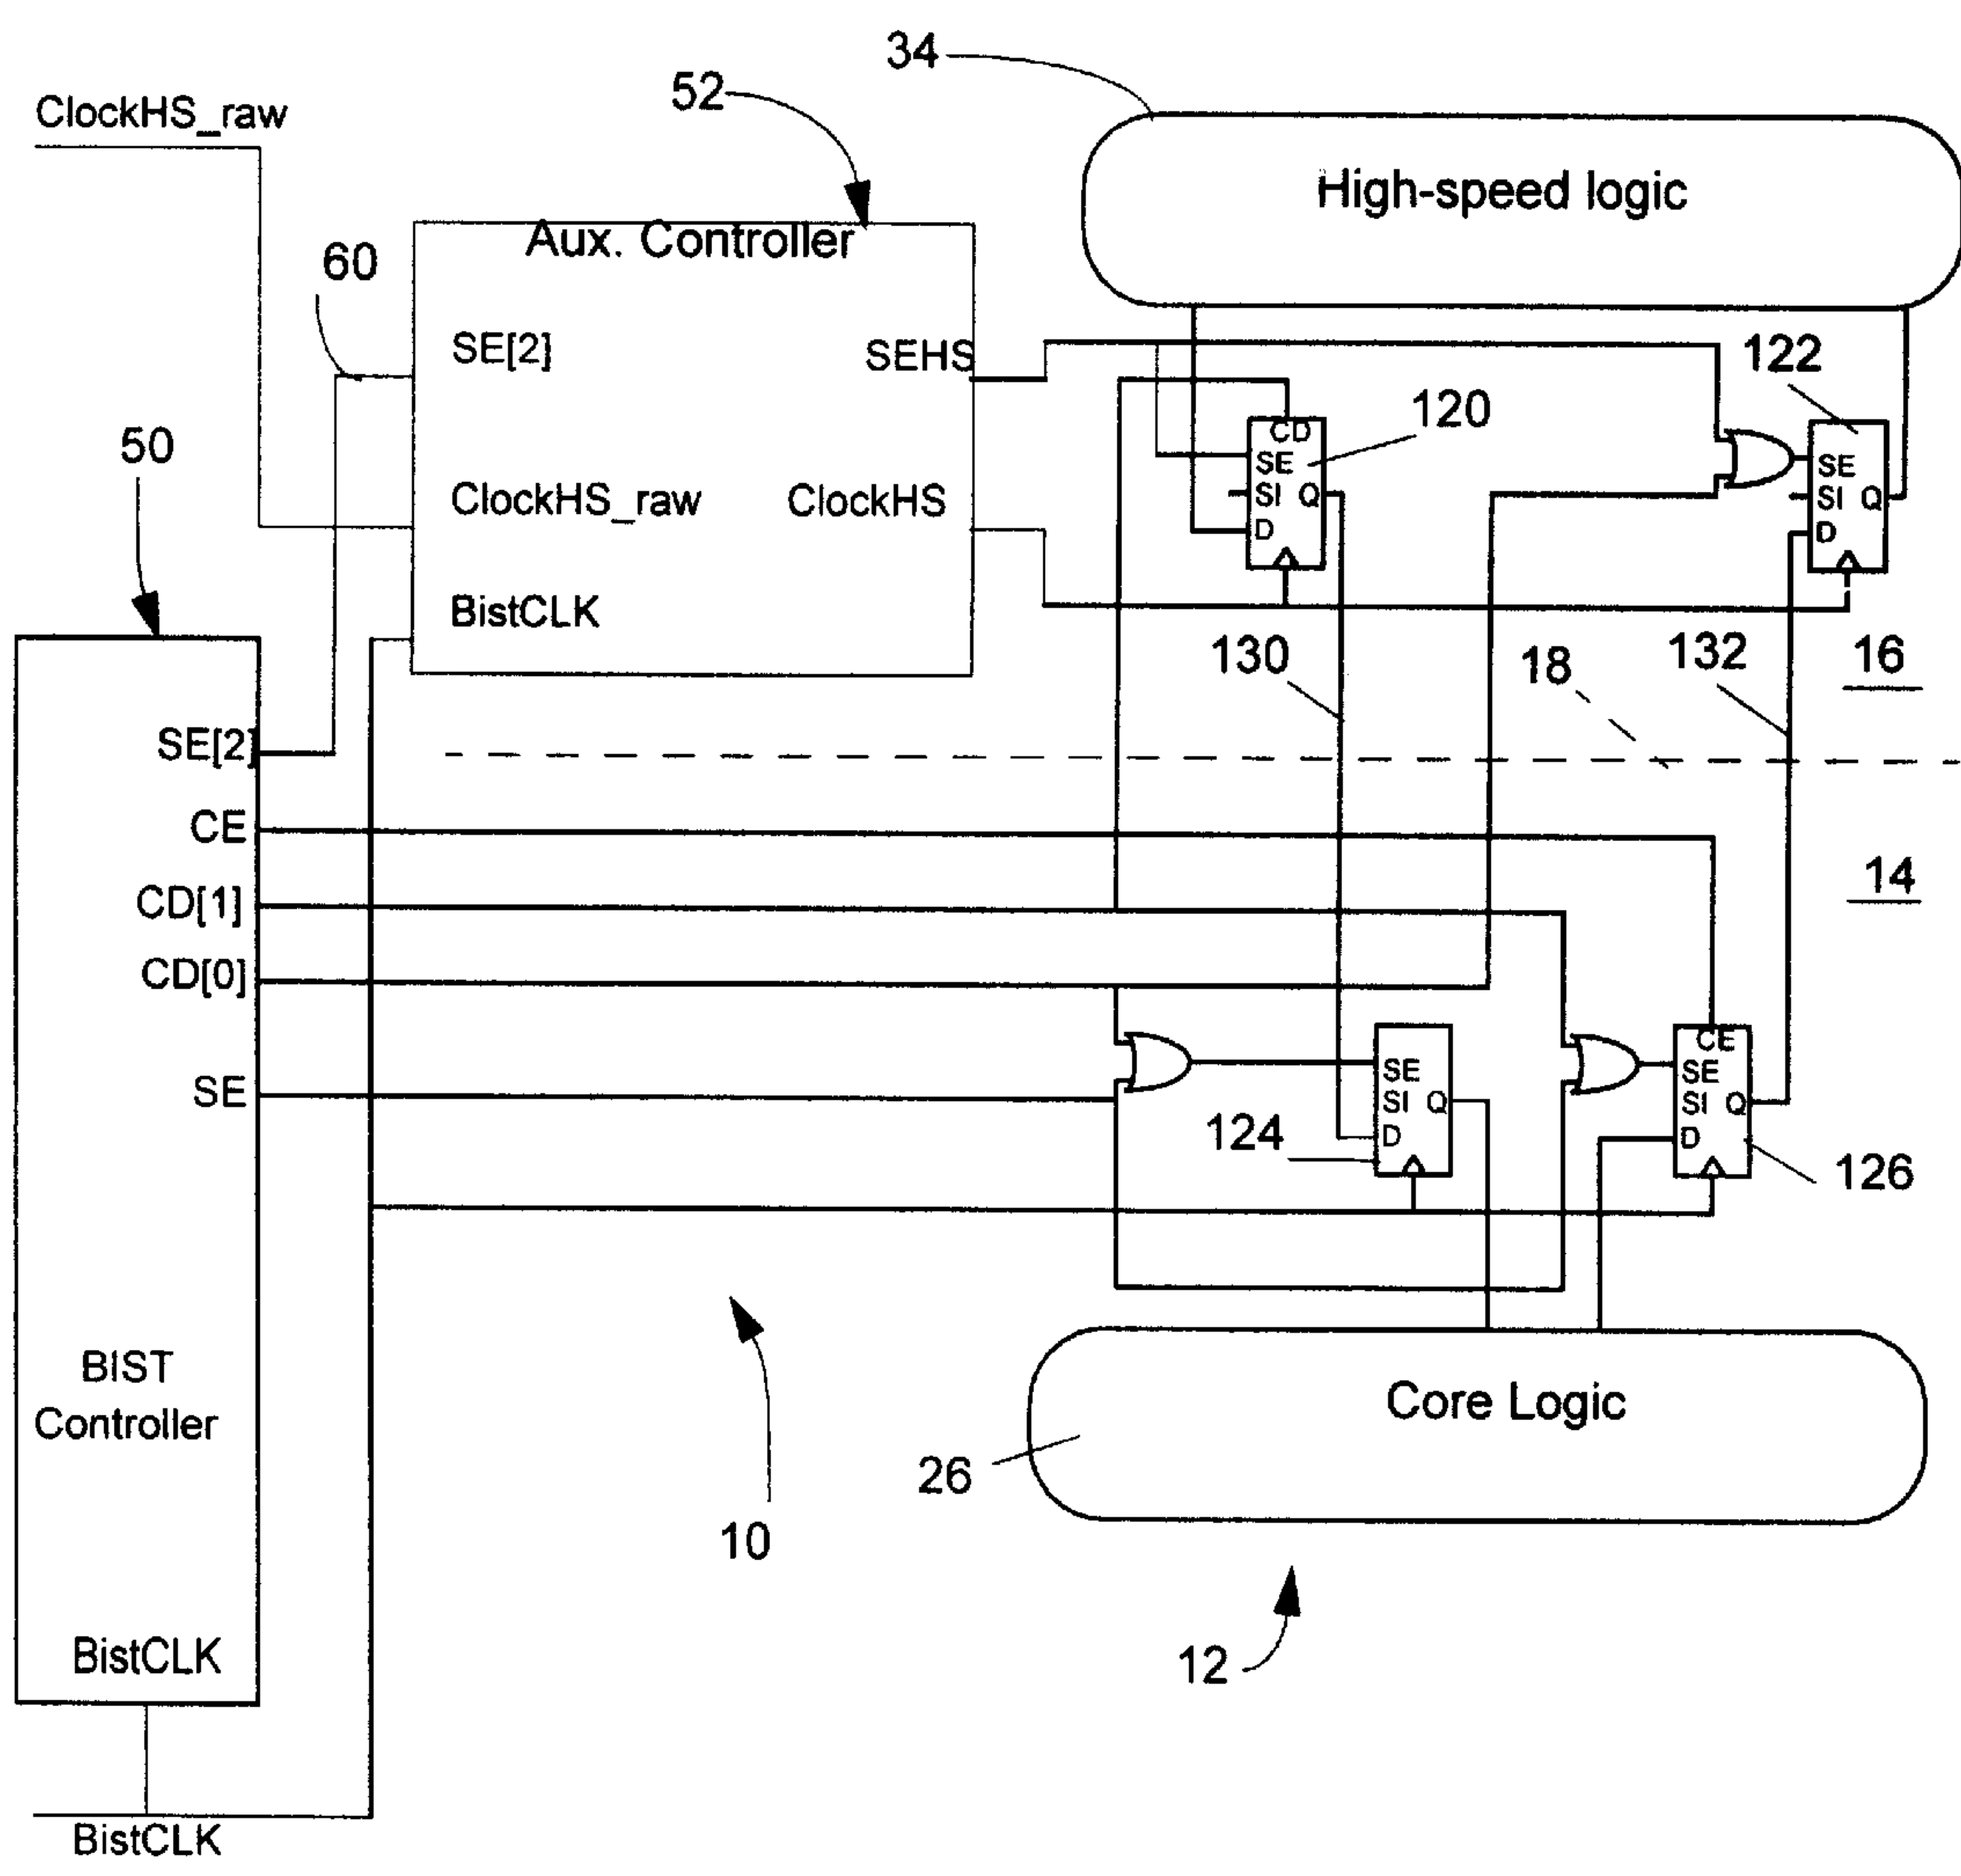 34
ClockHS_raw
52
High-speed logic
Aux. Controller
60
SE[2]
SEHS
122
120
50
CD
SE
SI Q
D
SE
SI Q
D
ClockHS_raw
ClockHS
BistCLK
130
18
132
16
SE[2]
CE
14
CD[1]
CD[0]
SE
SE
SI Q
D
124
CE
SE
SI Q
D
126
BIST
Controller
Core Logic
26
10
12
BistCLK
BistCLK